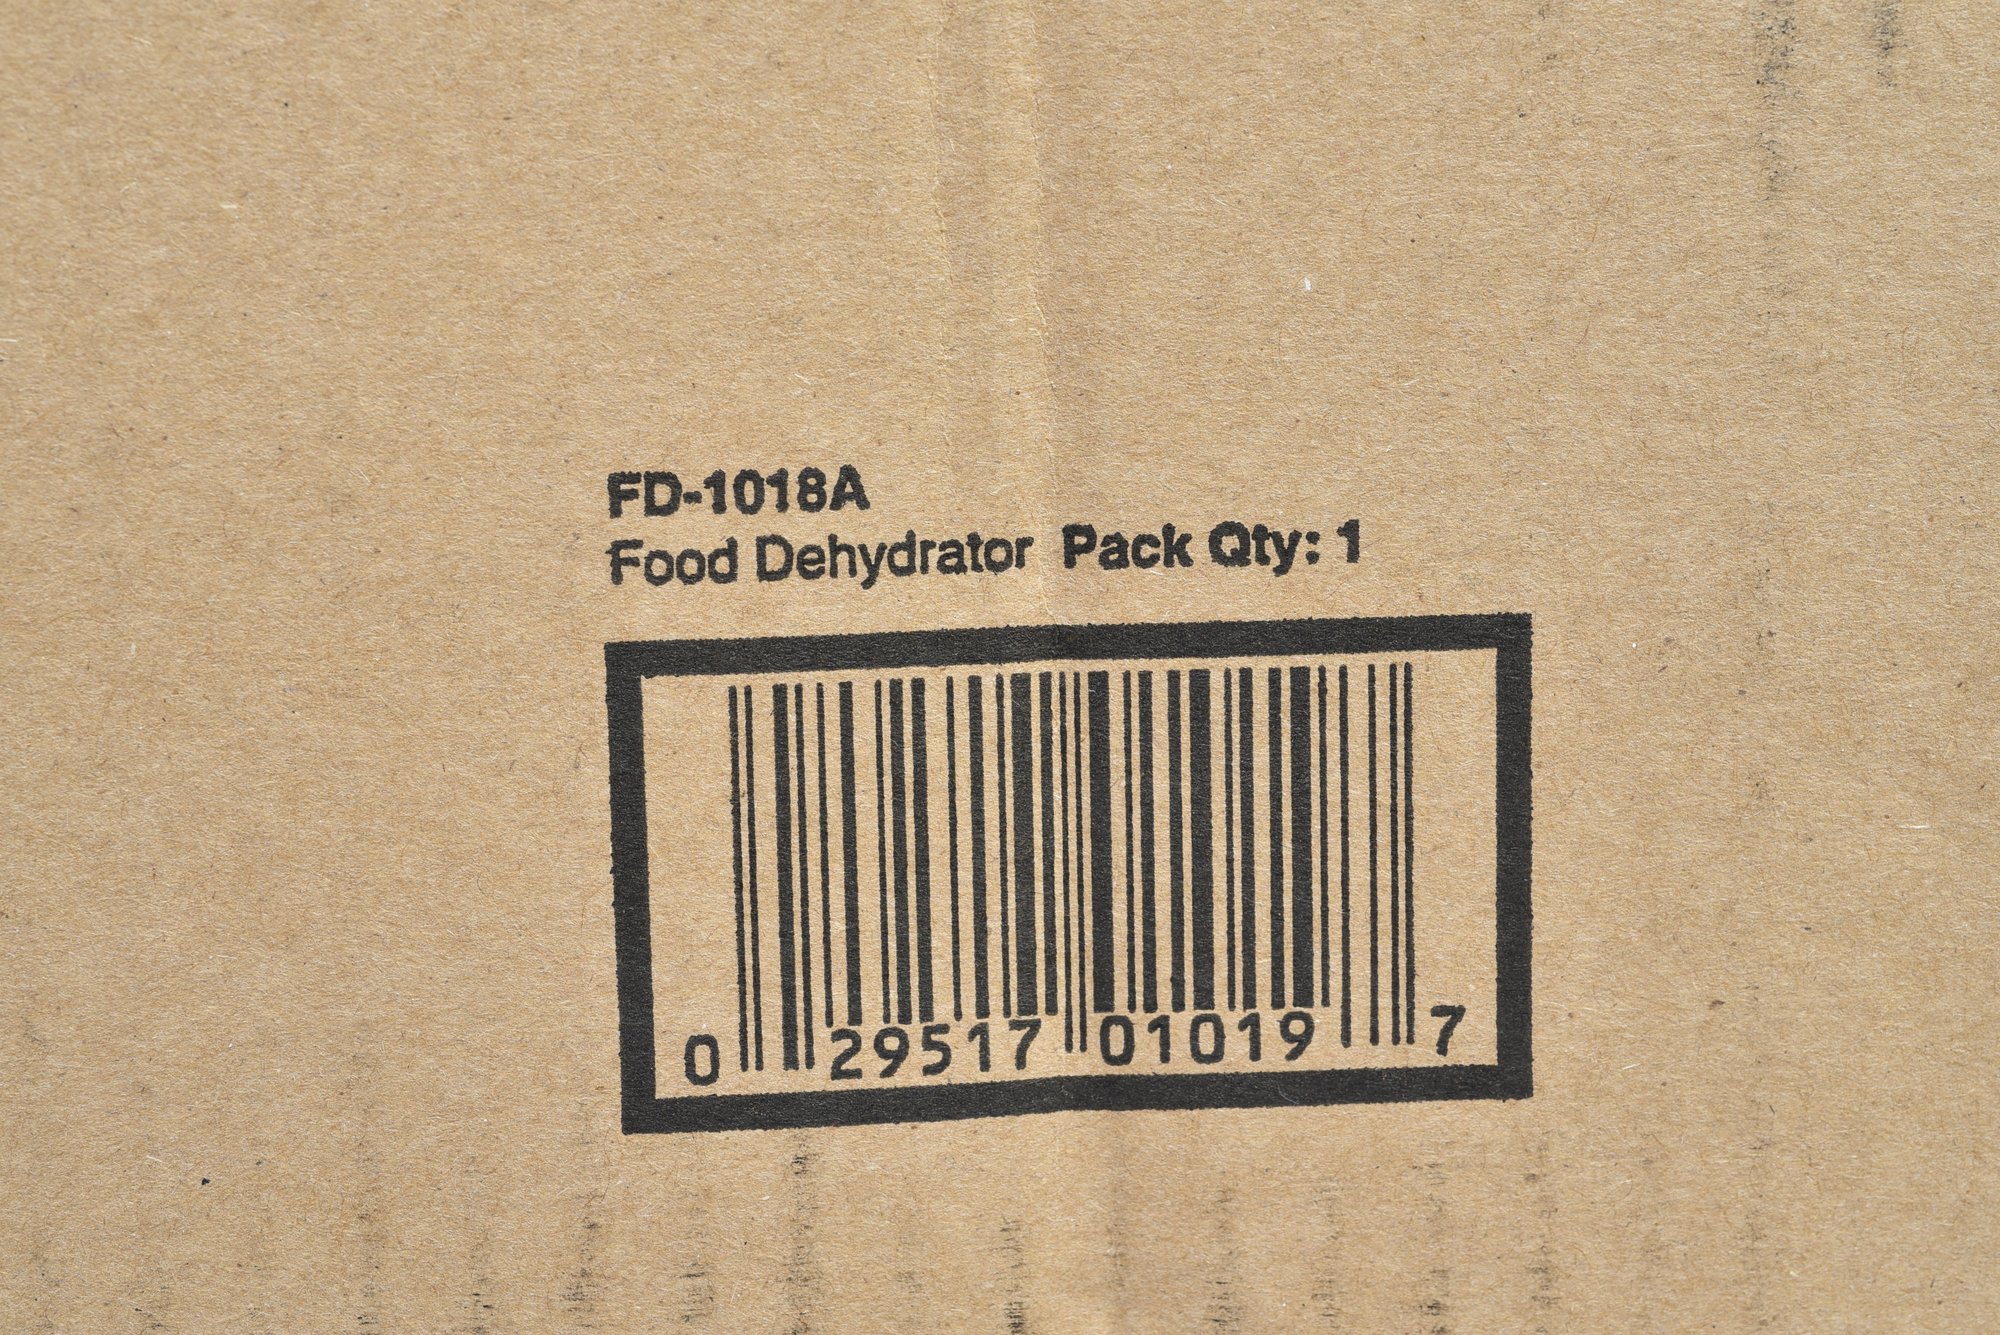 FD-1018A
Food Dehydrator Pack Qty: 1
0 29517 01019 7